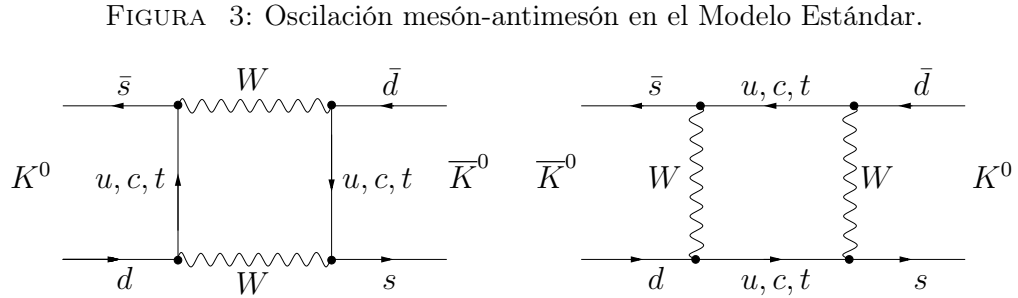 FIGURA 3: Oscilación mesón-antimesón en el Modelo Estándar.
s̄ W d̄ s̄ u, c, t d̄
K⁰ u, c, t u, c, t K̅⁰ K̅⁰ W W K⁰
d W s d u, c, t s